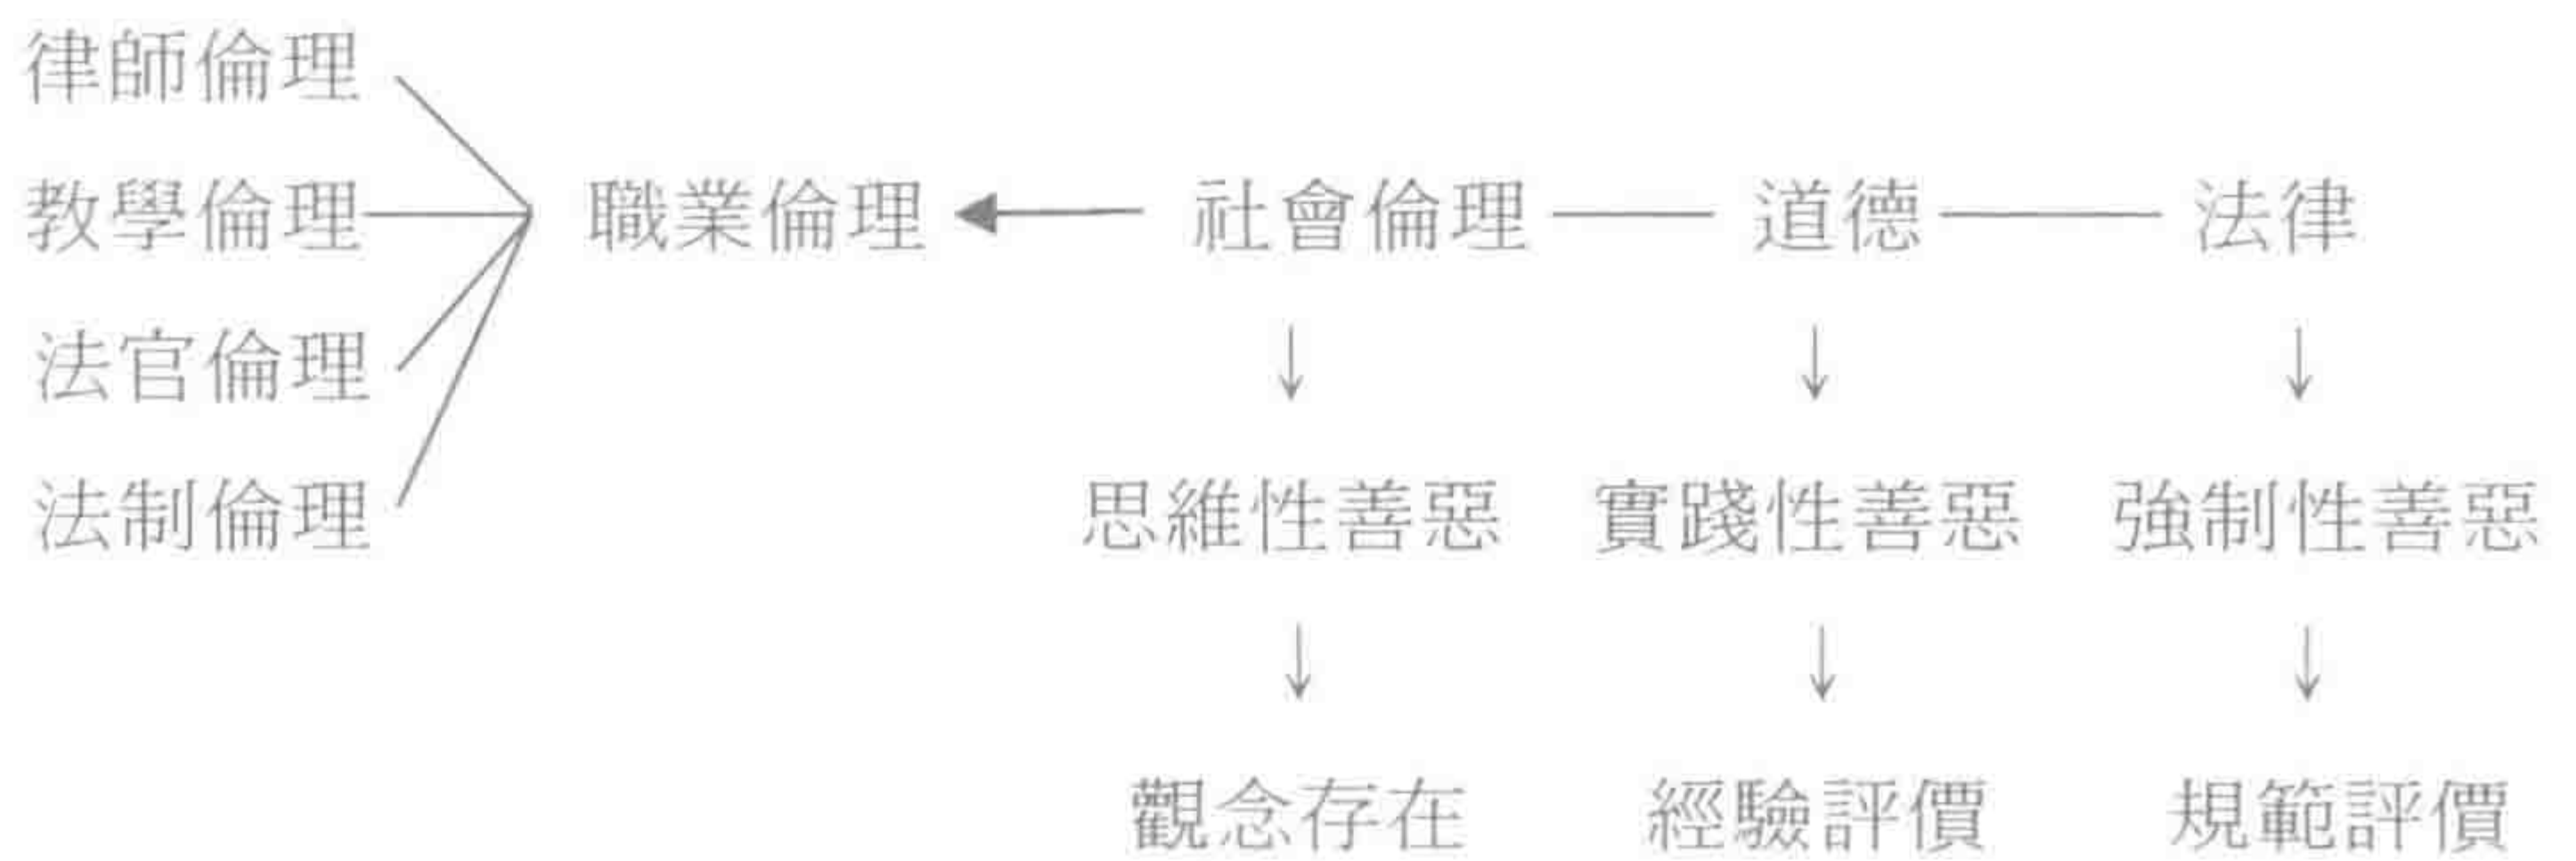 律師倫理
教學倫理 職業倫理 社會倫理 道德 法律
法官倫理
法制倫理 思維性善惡 實踐性善惡 強制性善惡
觀念存在 經驗評價 規範評價